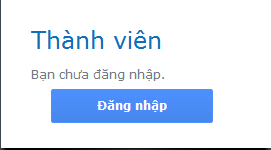 Thành viên
Bạn chưa đăng nhập.
Đăng nhập